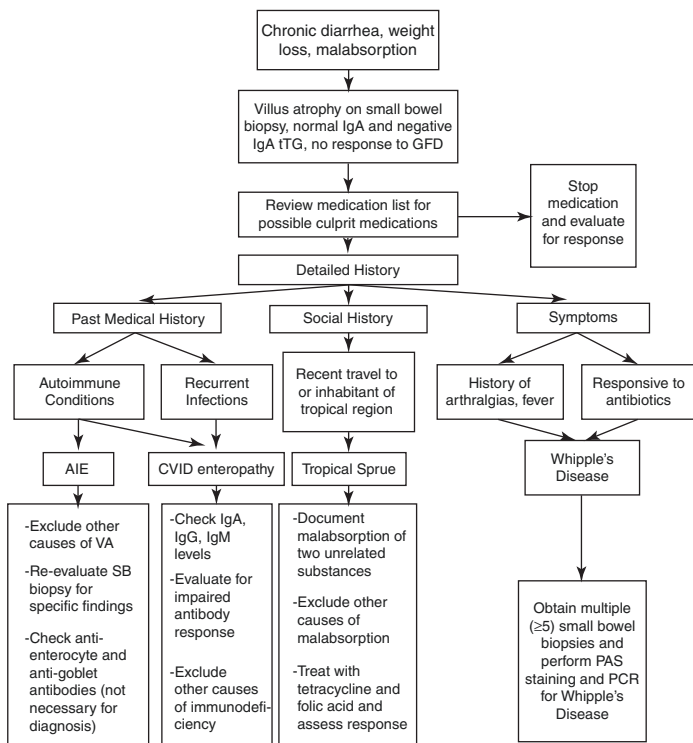 Chronic diarrhea, weight
loss, malabsorption
Villus atrophy on small bowel
biopsy, normal IgA and negative
IgA tTG, no response to GFD
Review medication list for
possible culprit medications
Stop
medication
and evaluate
for response
Detailed History
Past Medical History
Social History
Symptoms
Autoimmune
Conditions
Recurrent
Infections
Recent travel to
or inhabitant of
tropical region
History of
arthralgias, fever
Responsive to
antibiotics
AIE
CVID enteropathy
Tropical Sprue
Whipple's
Disease
-Exclude other
causes of VA
-Re-evaluate SB
biopsy for
specific findings
-Check anti-
enterocyte and
anti-goblet
antibodies (not
necessary for
diagnosis)
-Check IgA,
IgG, IgM
levels
-Evaluate for
impaired
antibody
response
-Exclude
other causes
of immunodefi-
ciency
-Document
malabsorption of
two unrelated
substances
-Exclude other
causes of
malabsorption
-Treat with
tetracycline and
folic acid and
assess response
Obtain multiple
(≥5) small bowel
biopsies and
perform PAS
staining and PCR
for Whipple's
Disease